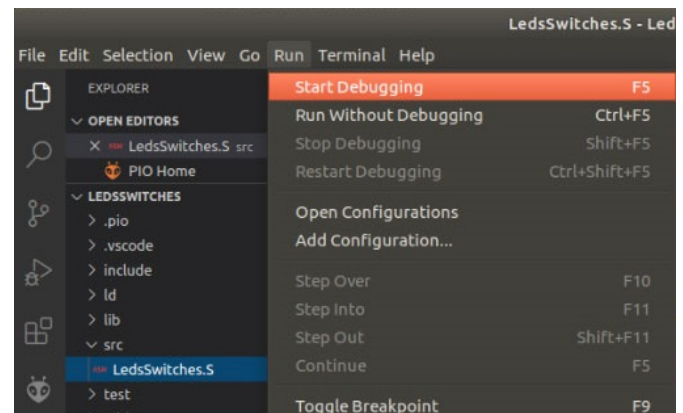 LedsSwitches.S - Led
File Edit Selection View Go Run Terminal Help
EXPLORER
OPEN EDITORS
LedsSwitches.S src
PIO Home
LEDSSWITCHES
.pio
.vscode
include
ld
lib
src
LedsSwitches.S
test
Start Debugging F5
Run Without Debugging Ctrl+F5
Stop Debugging Shift+F5
Restart Debugging Ctrl+Shift+F5
Open Configurations
Add Configuration...
Step Over F10
Step Into F11
Step Out Shift+F11
Continue F5
Toggle Breakpoint F9